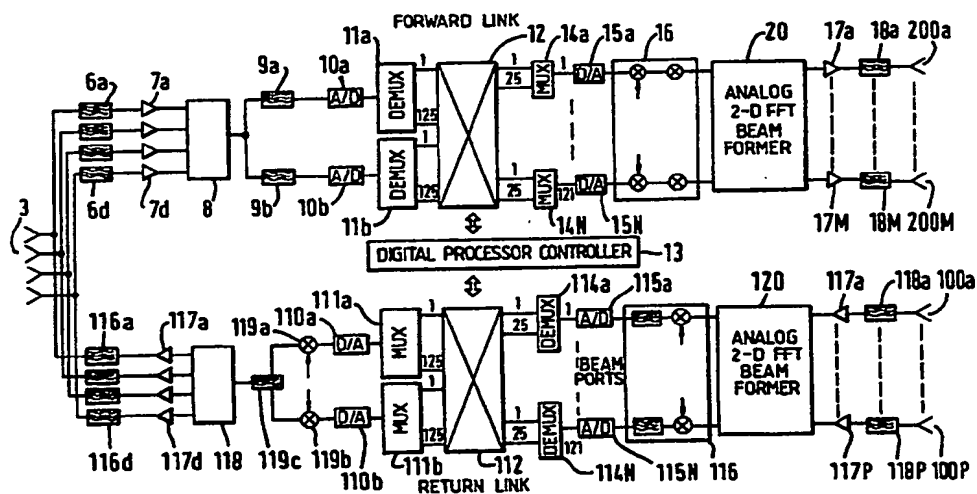 FORWARD LINK
11a
12
14a
15a
16
20
17a
18a
200a
6a
7a
9a
10a
A/D
DEMUX
1
125
1
25
MUX
1
D/A
ANALOG
2-D FFT
BEAM
FORMER
1
125
DEMUX
1
25
MUX
121
D/A
6d
7d
8
9b
10b
A/D
11b
14N
15N
17M
18M
200M
3
DIGITAL PROCESSOR CONTROLLER
13
116a
117a
119a
110a
111a
114a
115a
120
117a
118a
100a
D/A
MUX
1
125
1
25
DEMUX
1
A/D
BEAM
PORTS
ANALOG
2-D FFT
BEAM
FORMER
D/A
MUX
1
125
1
25
DEMUX
121
A/D
116d
117d
118
119c
119b
110b
111b
112
114N
115N
116
117P
118P
100P
RETURN LINK